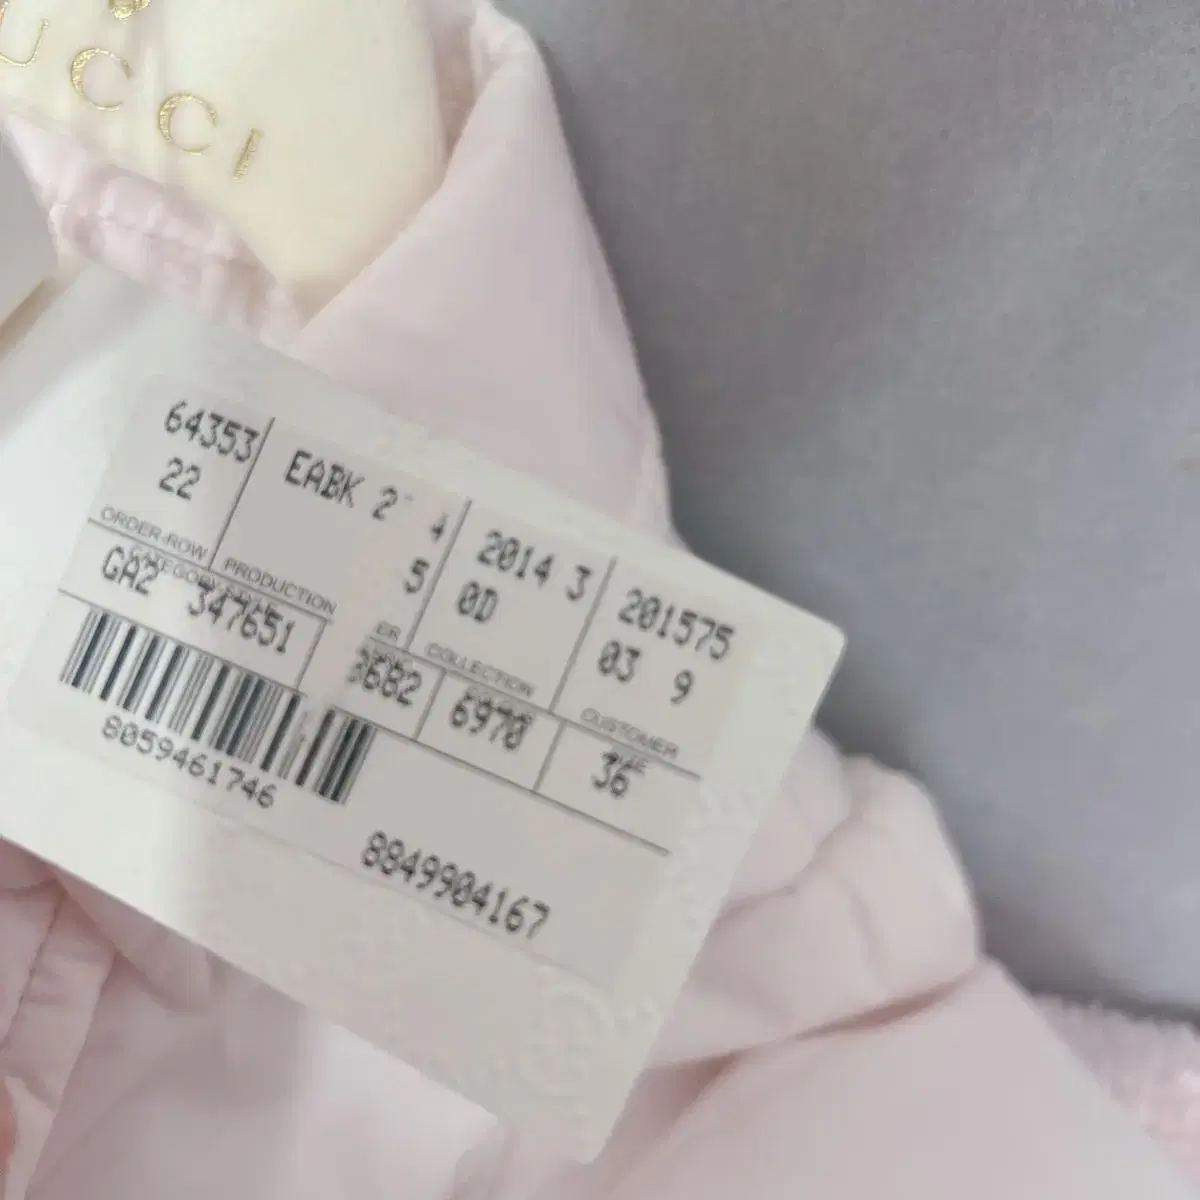 UCCI
64353 EABK 2 4 2014 3 201575
22 5 0D 03 9
ORDER-ROW PRODUCTION ER COLLECTION CUSTOMER
GA2 347651 3682 6970 36
8059461746
8849904167